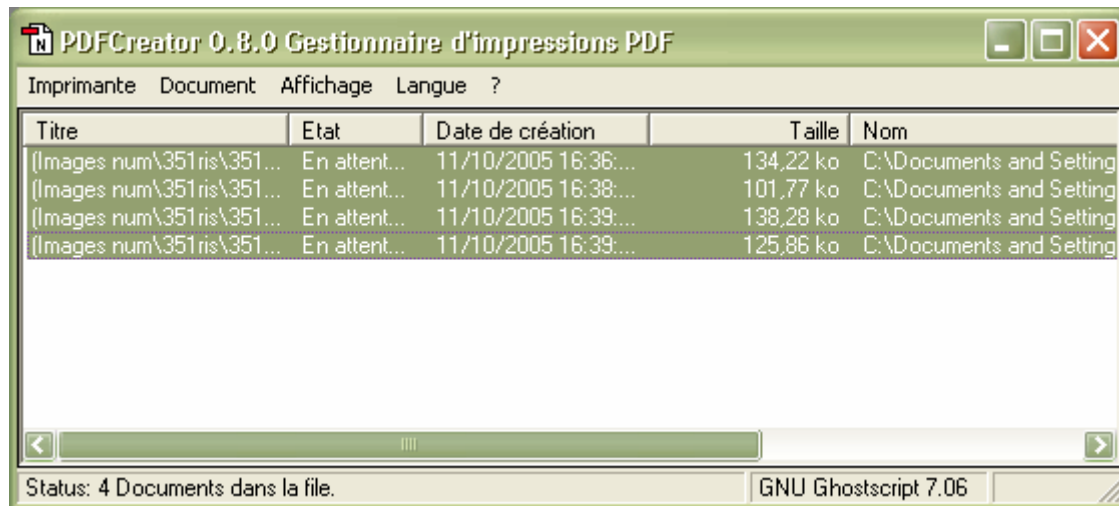 PDFCreator 0.8.0 Gestionnaire d'impressions PDF
Imprimante Document Affichage Langue ?
Titre Etat Date de création Taille Nom
(Images num\351ris\351... En attent... 11/10/2005 16:36:... 134,22 ko C:\Documents and Setting
(Images num\351ris\351... En attent... 11/10/2005 16:38:... 101,77 ko C:\Documents and Setting
(Images num\351ris\351... En attent... 11/10/2005 16:39:... 138,28 ko C:\Documents and Setting
(Images num\351ris\351... En attent... 11/10/2005 16:39:... 125,86 ko C:\Documents and Setting
Status: 4 Documents dans la file. GNU Ghostscript 7.06